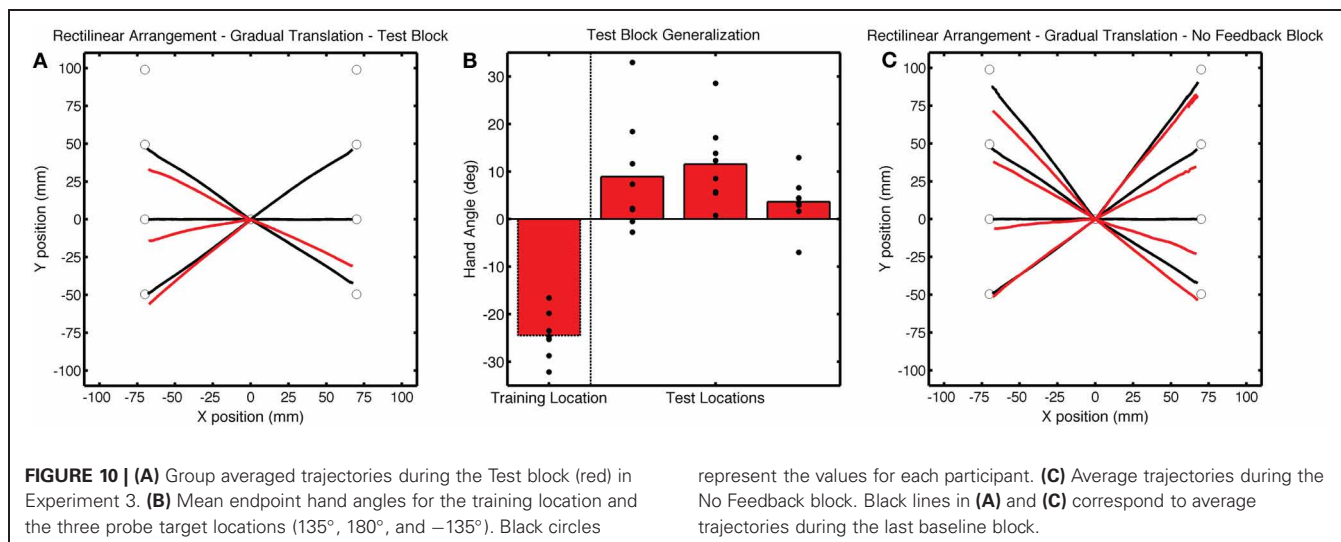 Rectilinear Arrangement - Gradual Translation - Test Block
A
100
75
50
25
0
-25
-50
-75
-100
Y position (mm)
-100 -75 -50 -25 0 25 50 75 100
X position (mm)
Test Block Generalization
B
30
20
10
0
-10
-20
-30
Hand Angle (deg)
Training Location Test Locations
Rectilinear Arrangement - Gradual Translation - No Feedback Block
C
100
75
50
25
0
-25
-50
-75
-100
Y position (mm)
-100 -75 -50 -25 0 25 50 75 100
X position (mm)
FIGURE 10 | (A) Group averaged trajectories during the Test block (red) in
Experiment 3. (B) Mean endpoint hand angles for the training location and
the three probe target locations (135°, 180°, and −135°). Black circles
represent the values for each participant. (C) Average trajectories during the
No Feedback block. Black lines in (A) and (C) correspond to average
trajectories during the last baseline block.